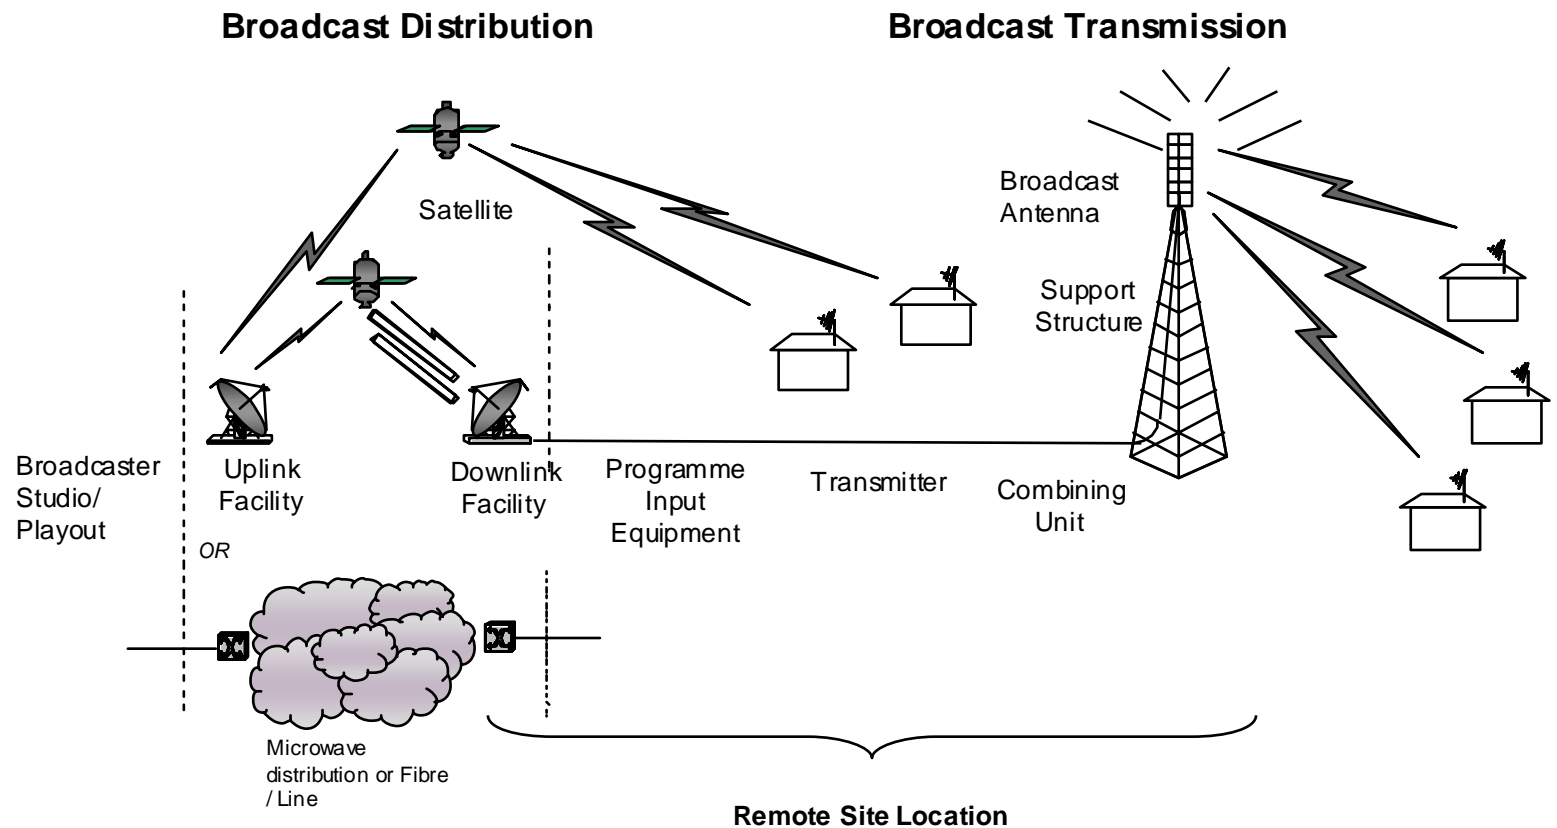 Broadcast Distribution
Broadcast Transmission
Satellite
Broadcast
Antenna
Support
Structure
Broadcaster
Studio/
Playout
Uplink
Facility
Downlink
Facility
Programme
Input
Equipment
Transmitter
Combining
Unit
OR
Microwave
distribution or Fibre
/ Line
Remote Site Location